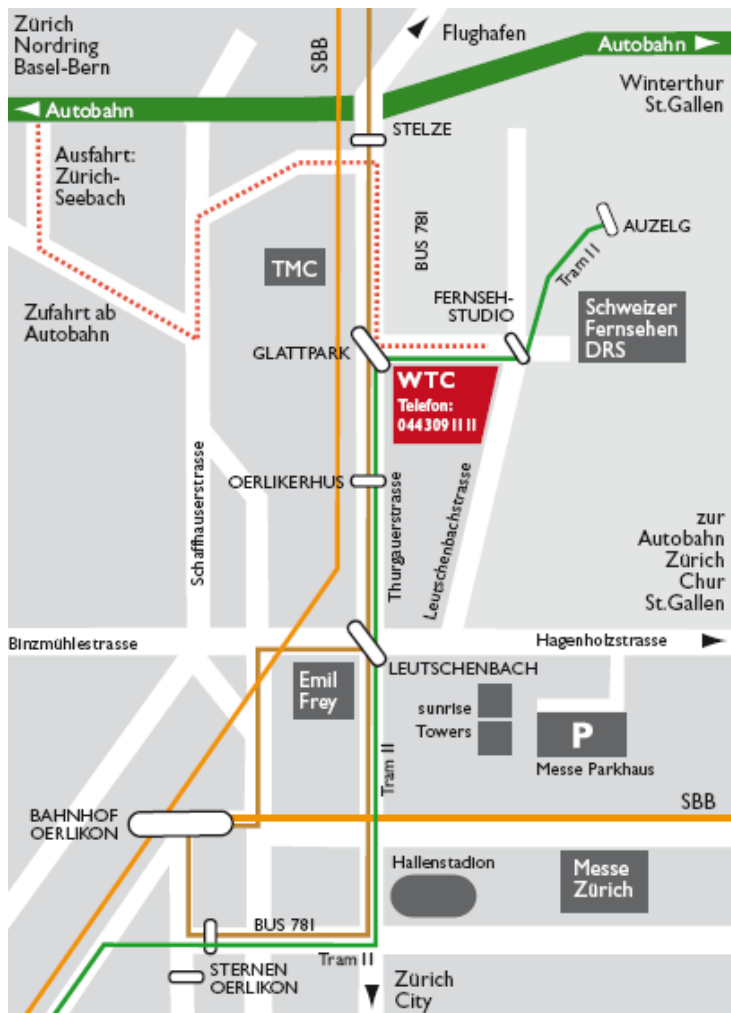 Zürich
Nordring
Basel-Bern
SBB
Flughafen
Autobahn
Winterthur
St.Gallen
Autobahn
STELZE
Ausfahrt:
Zürich-
Seebach
BUS 781
AUZELG
Tram 11
TMC
FERNSEH-
STUDIO
Schweizer
Fernsehen
DRS
Zufahrt ab
Autobahn
GLATTPARK
WTC
Telefon:
044 309 11 11
OERLIKERHUS
Schaffhauserstrasse
Thurgauerstrasse
Leutschenbachstrasse
zur
Autobahn
Zürich
Chur
St.Gallen
Binzmühlestrasse
Hagenholzstrasse
LEUTSCHENBACH
Emil
Frey
sunrise
Towers
P
Messe Parkhaus
Tram 11
SBB
BAHNHOF
OERLIKON
Hallenstadion
Messe
Zürich
BUS 781
Tram 11
STERNEN
OERLIKON
Zürich
City